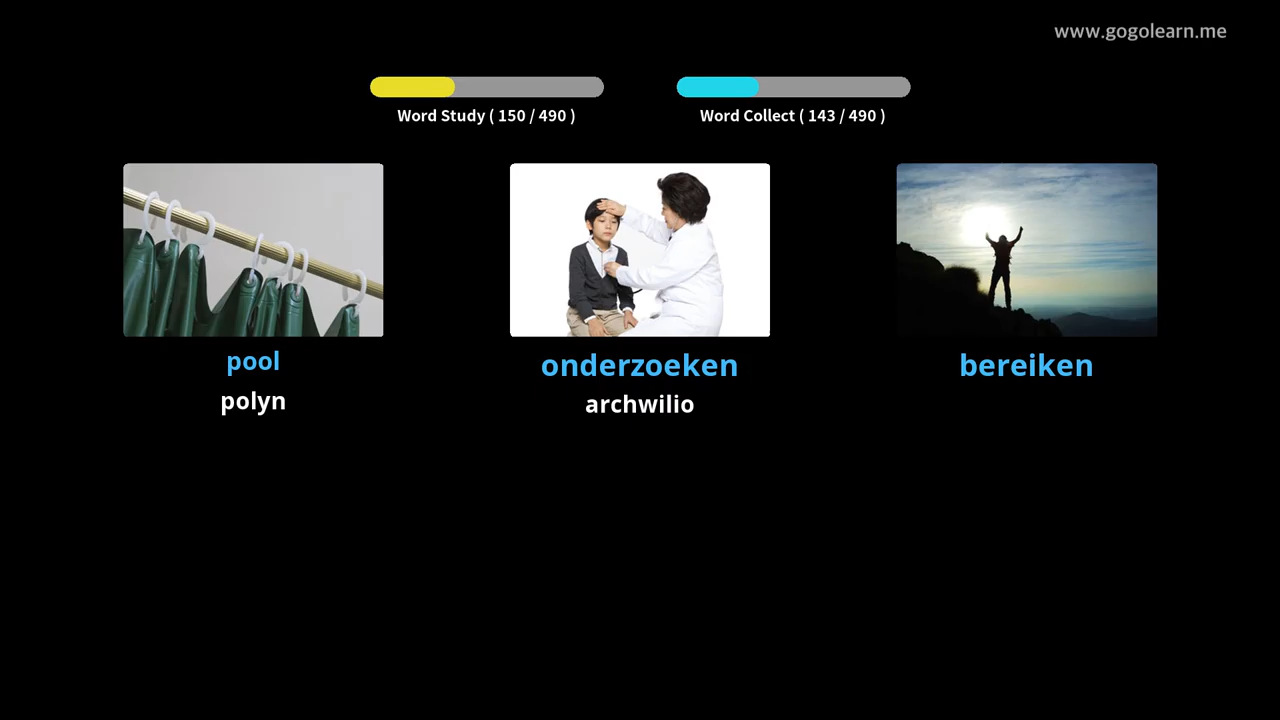 www.gogolearn.me
Word Study ( 150 / 490 )
Word Collect ( 143 / 490 )
pool
polyn
onderzoeken
archwilio
bereiken